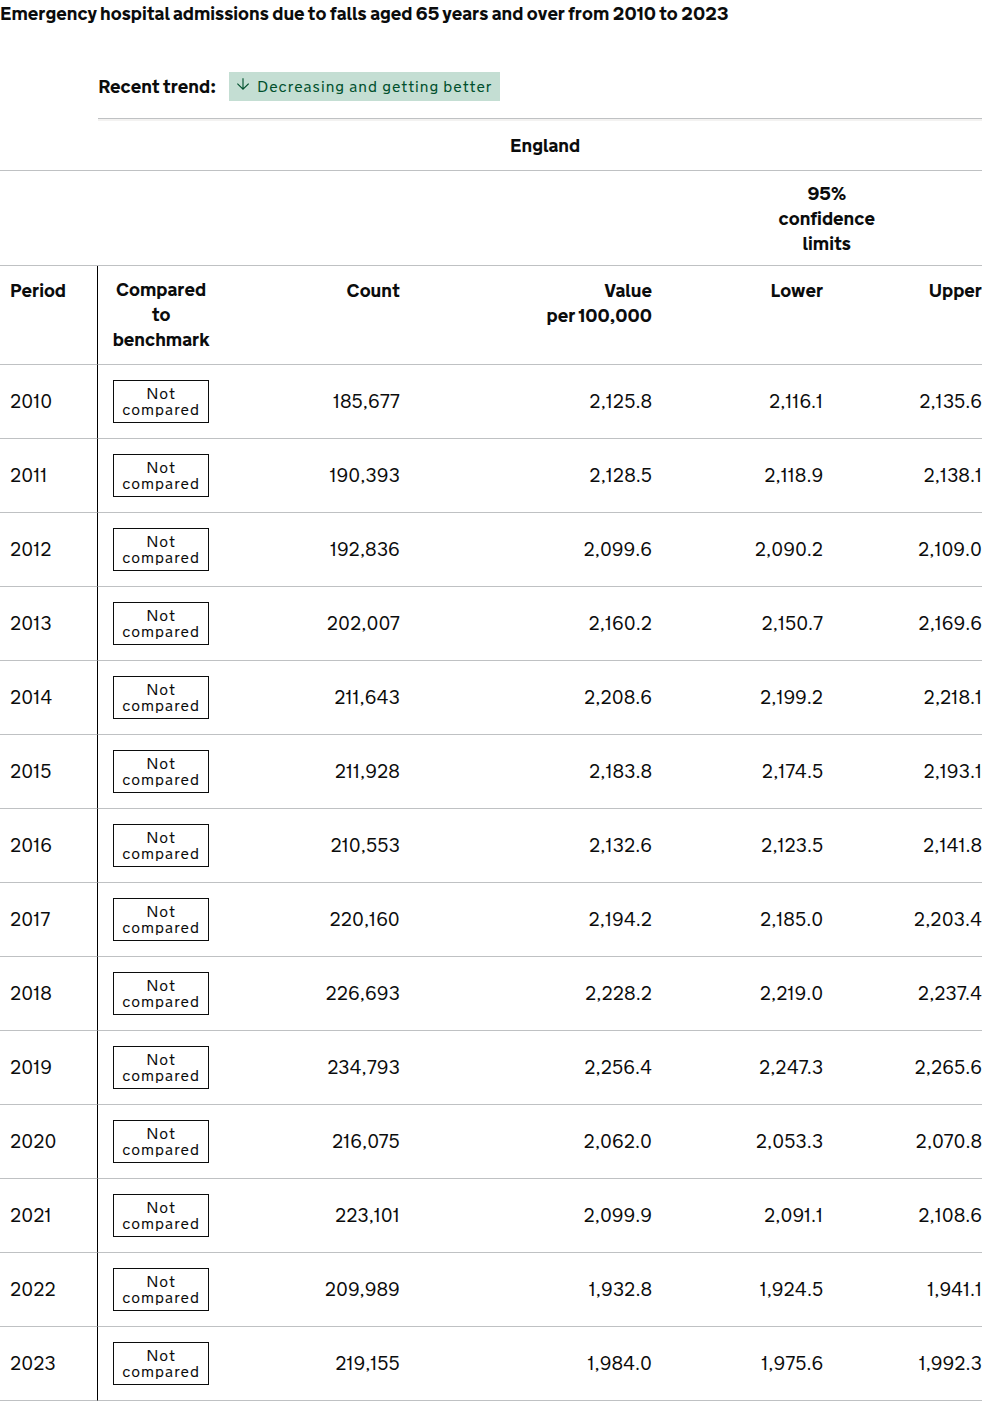 Emergency hospital admissions due to falls aged 65 years and over from 2010 to 2023
Recent trend: ↓ Decreasing and getting better
England
95%
confidence
limits
Period Compared to benchmark Count Value per 100,000 Lower Upper
2010 Not compared 185,677 2,125.8 2,116.1 2,135.6
2011 Not compared 190,393 2,128.5 2,118.9 2,138.1
2012 Not compared 192,836 2,099.6 2,090.2 2,109.0
2013 Not compared 202,007 2,160.2 2,150.7 2,169.6
2014 Not compared 211,643 2,208.6 2,199.2 2,218.1
2015 Not compared 211,928 2,183.8 2,174.5 2,193.1
2016 Not compared 210,553 2,132.6 2,123.5 2,141.8
2017 Not compared 220,160 2,194.2 2,185.0 2,203.4
2018 Not compared 226,693 2,228.2 2,219.0 2,237.4
2019 Not compared 234,793 2,256.4 2,247.3 2,265.6
2020 Not compared 216,075 2,062.0 2,053.3 2,070.8
2021 Not compared 223,101 2,099.9 2,091.1 2,108.6
2022 Not compared 209,989 1,932.8 1,924.5 1,941.1
2023 Not compared 219,155 1,984.0 1,975.6 1,992.3